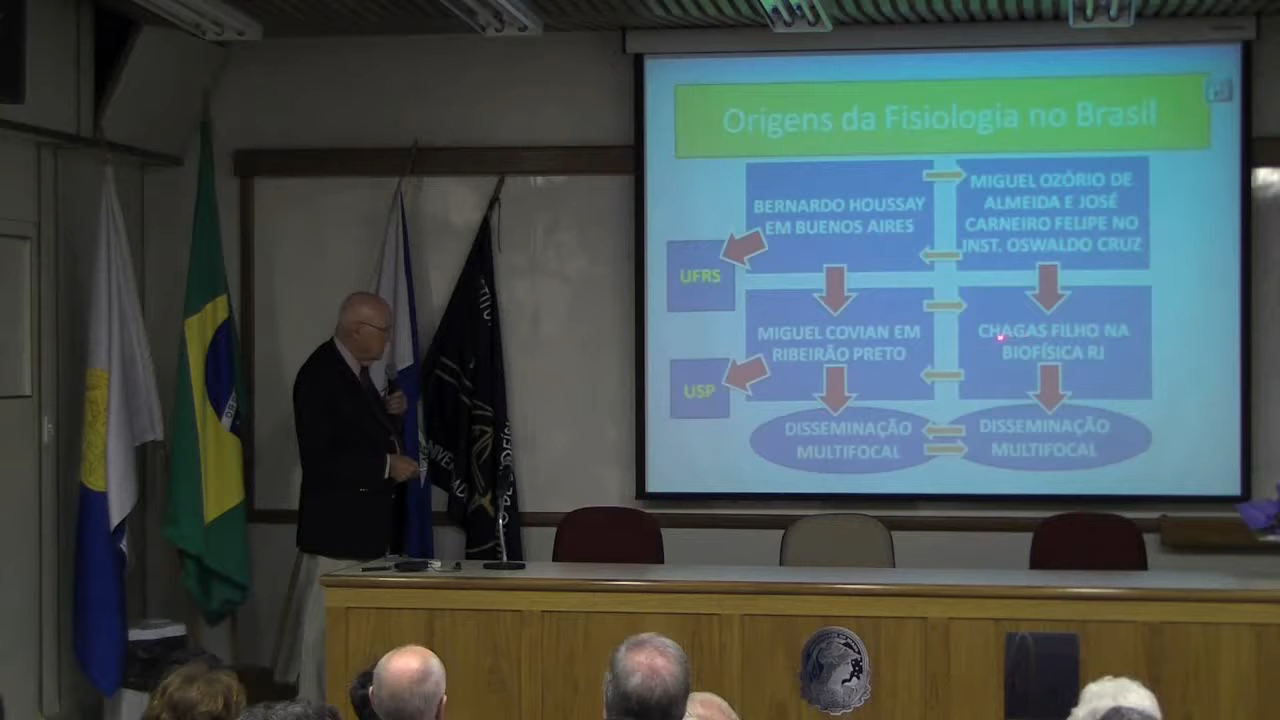 Origens da Fisiologia no Brasil
BERNARDO HOUSSAY
EM BUENOS AIRES
MIGUEL OZÓRIO DE
ALMEIDA E JOSÉ
CARNEIRO FELIPE NO
INST. OSWALDO CRUZ
UFRS
MIGUEL COVIAN EM
RIBEIRÃO PRETO
CHAGAS FILHO NA
BIOFÍSICA RJ
USP
DISSEMINAÇÃO
MULTIFOCAL
DISSEMINAÇÃO
MULTIFOCAL